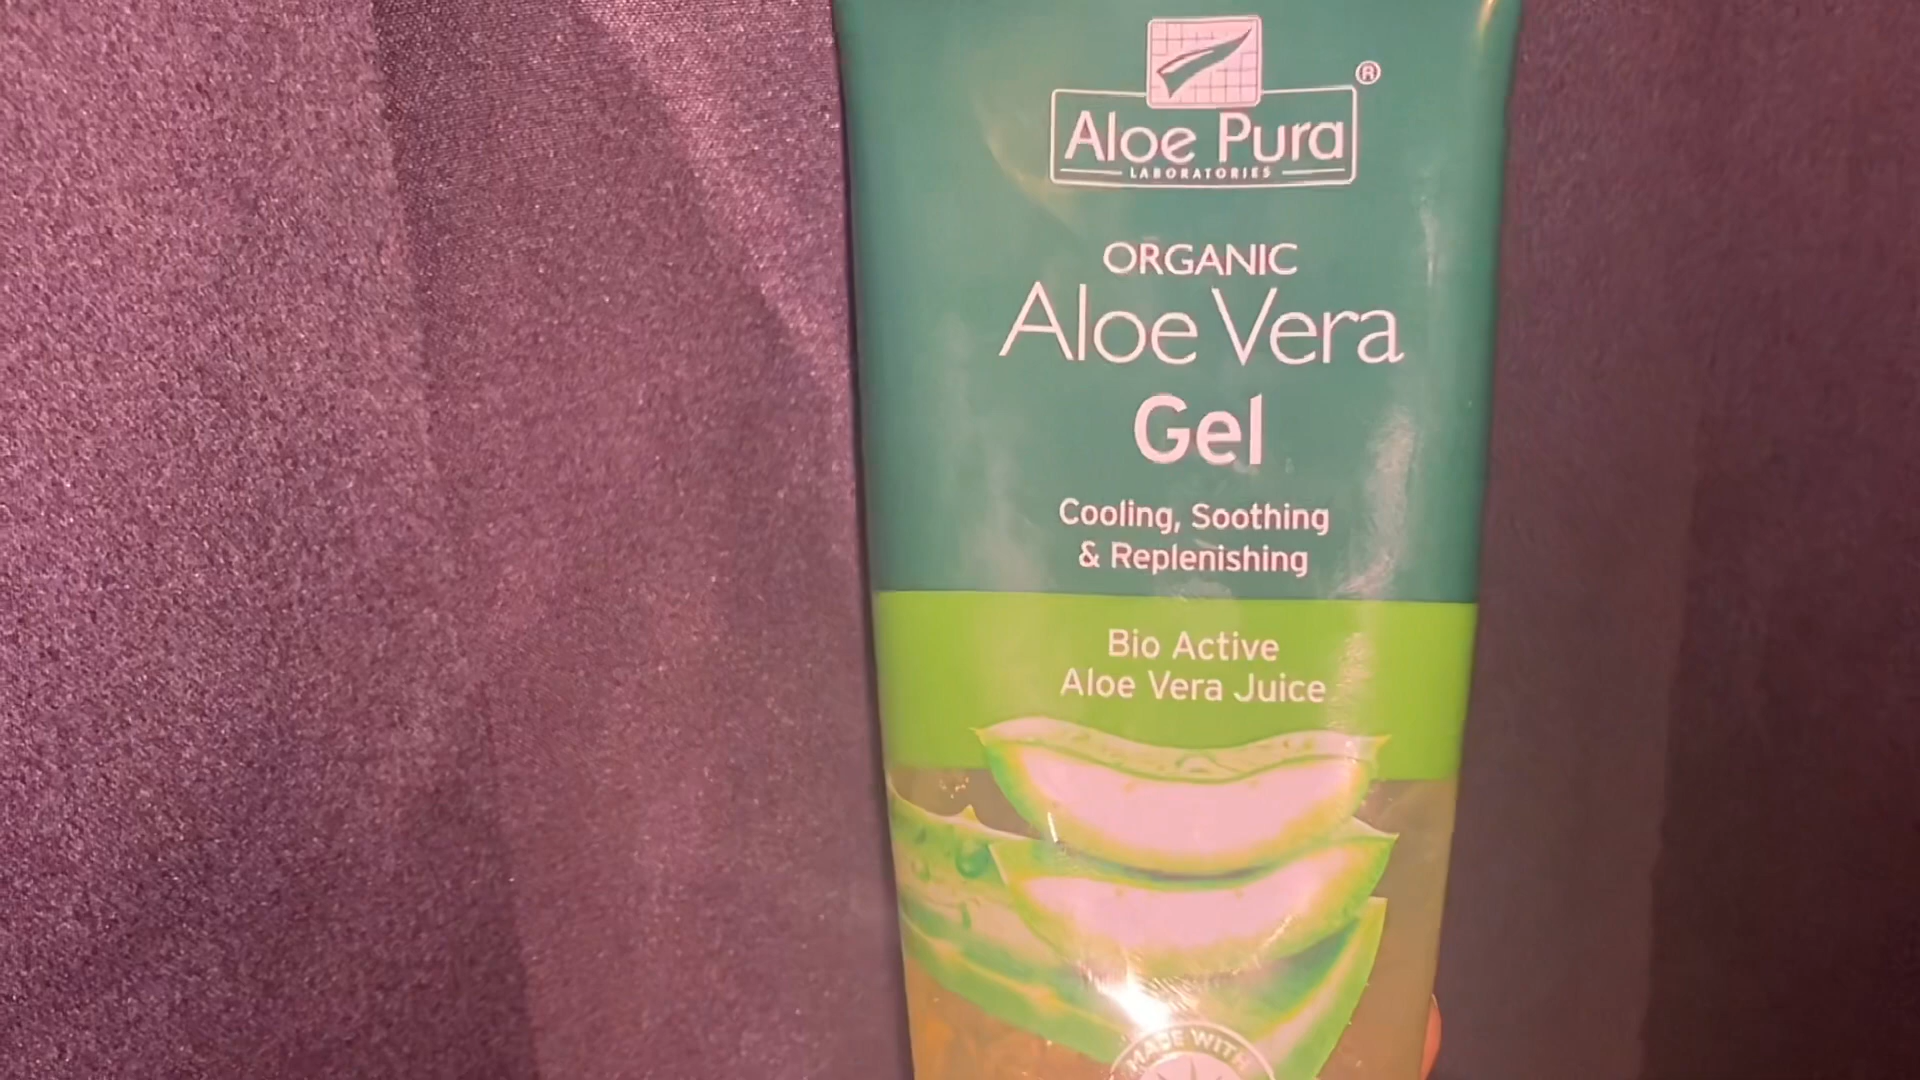 ®
Aloe Pura
LABORATORIES
ORGANIC
Aloe Vera
Gel
Cooling, Soothing
& Replenishing
Bio Active
Aloe Vera Juice
MADE WITH